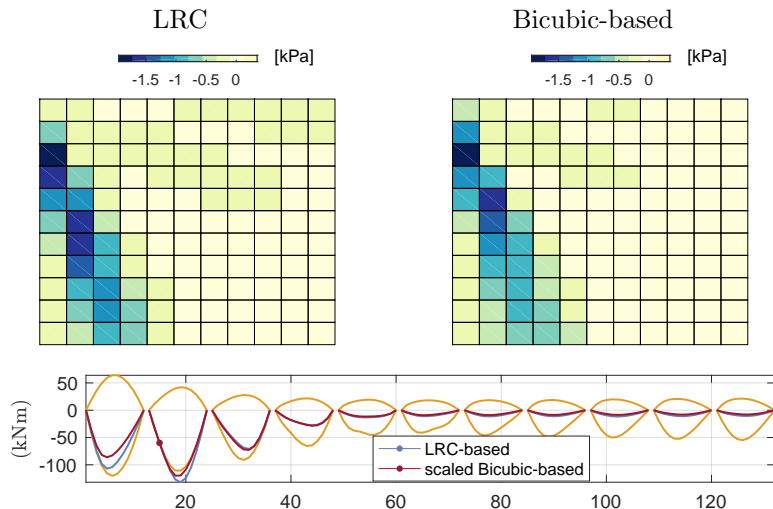 LRC Bicubic-based
[kPa] [kPa]
-1.5 -1 -0.5 0 -1.5 -1 -0.5 0
50
0
-50
-100
(kNm)
LRC-based
scaled Bicubic-based
20 40 60 80 100 120